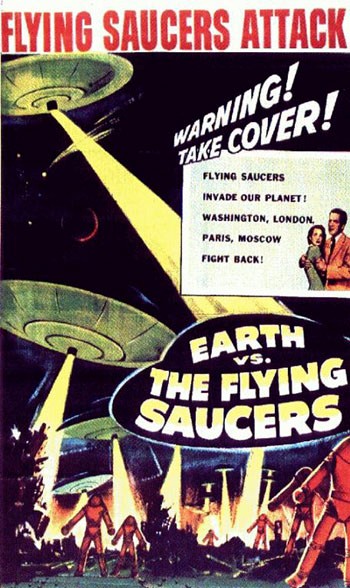 FLYING SAUCERS ATTACK
WARNING!
TAKE COVER!
FLYING SAUCERS
INVADE OUR PLANET!
WASHINGTON, LONDON,
PARIS, MOSCOW
FIGHT BACK!
EARTH
VS.
THE FLYING
SAUCERS